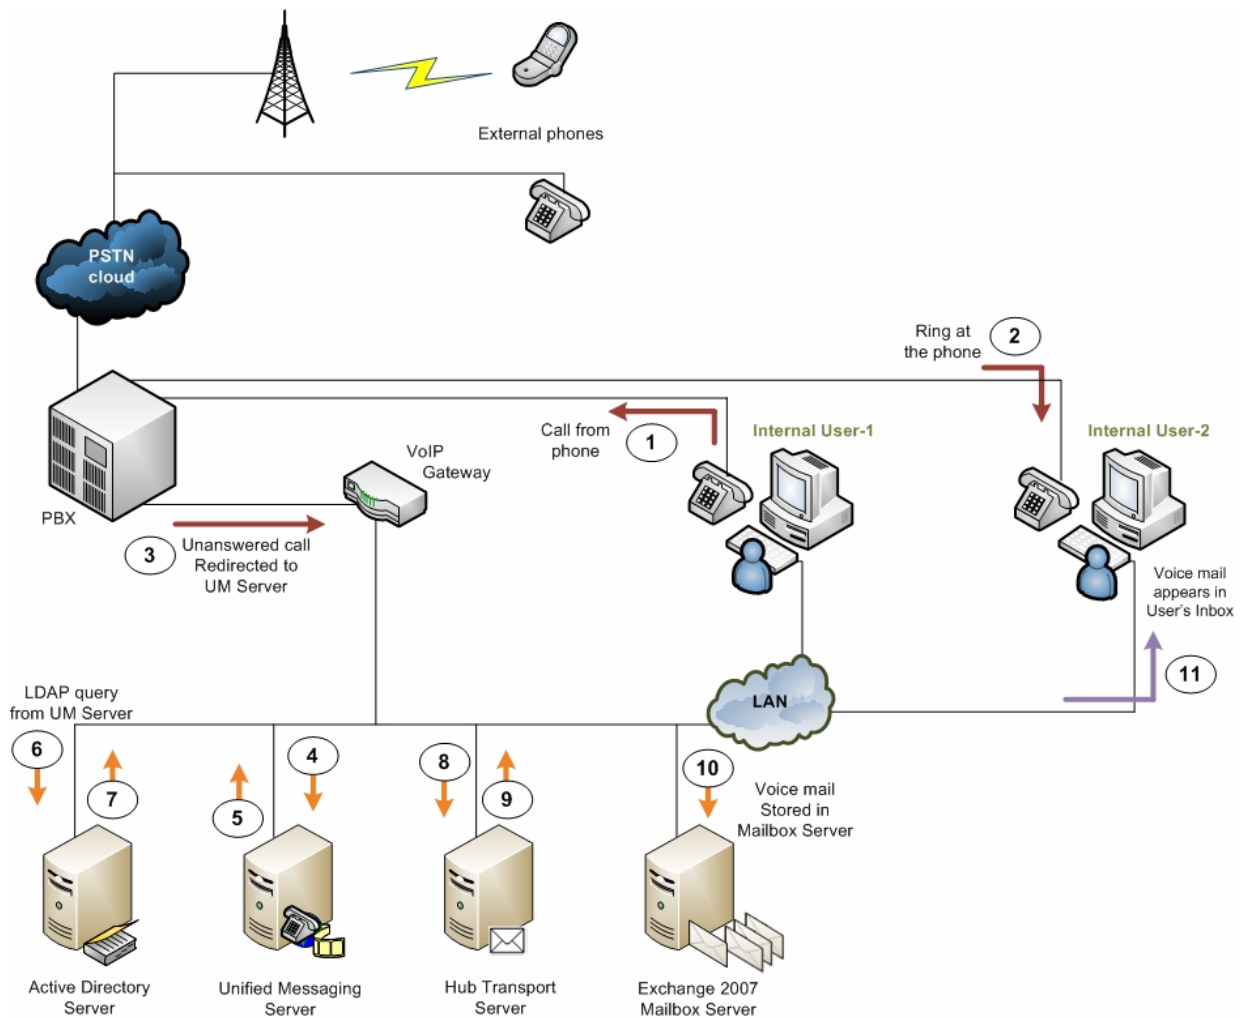 External phones
PSTN
cloud
Ring at
the phone
2
Call from
phone
1
Internal User-1
Internal User-2
VoIP
Gateway
PBX
3
Unanswered call
Redirected to
UM Server
Voice mail
appears in
User's Inbox
11
LAN
LDAP query
from UM Server
6
7
4
5
8
9
10
Voice mail
Stored in
Mailbox Server
Active Directory
Server
Unified Messaging
Server
Hub Transport
Server
Exchange 2007
Mailbox Server